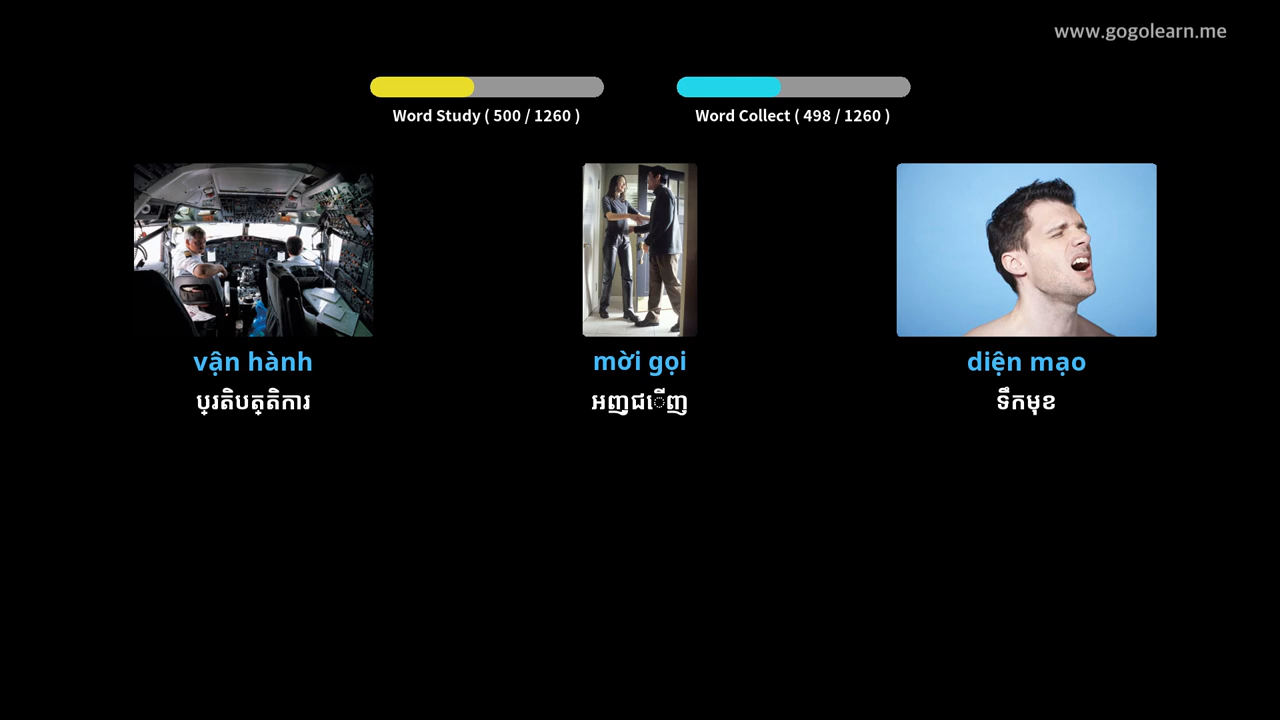 www.gogolearn.me
Word Study ( 500 / 1260 )
Word Collect ( 498 / 1260 )
vận hành
mời gọi
diện mạo
ប្រតិបត្តិការ
អញ្ជើញ
ទឹកមុខ